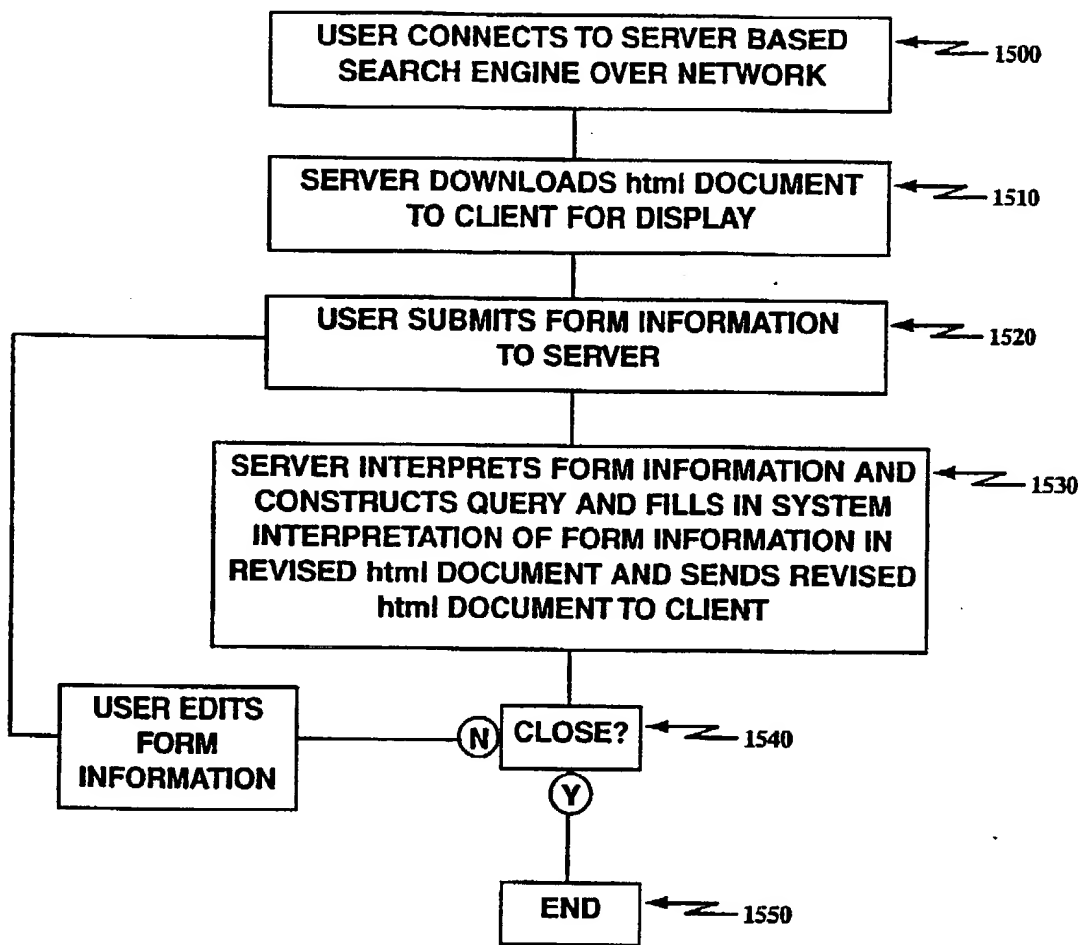 USER CONNECTS TO SERVER BASED
SEARCH ENGINE OVER NETWORK
1500
SERVER DOWNLOADS html DOCUMENT
TO CLIENT FOR DISPLAY
1510
USER SUBMITS FORM INFORMATION
TO SERVER
1520
SERVER INTERPRETS FORM INFORMATION AND
CONSTRUCTS QUERY AND FILLS IN SYSTEM
INTERPRETATION OF FORM INFORMATION IN
REVISED html DOCUMENT AND SENDS REVISED
html DOCUMENT TO CLIENT
1530
USER EDITS
FORM
INFORMATION
N
CLOSE?
1540
Y
END
1550